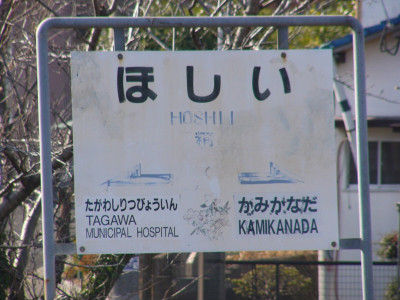 ほしい
HOSHII
糒
たがわしりつびょういん
TAGAWA
MUNICIPAL HOSPITAL
かみかなだ
KAMIKANADA